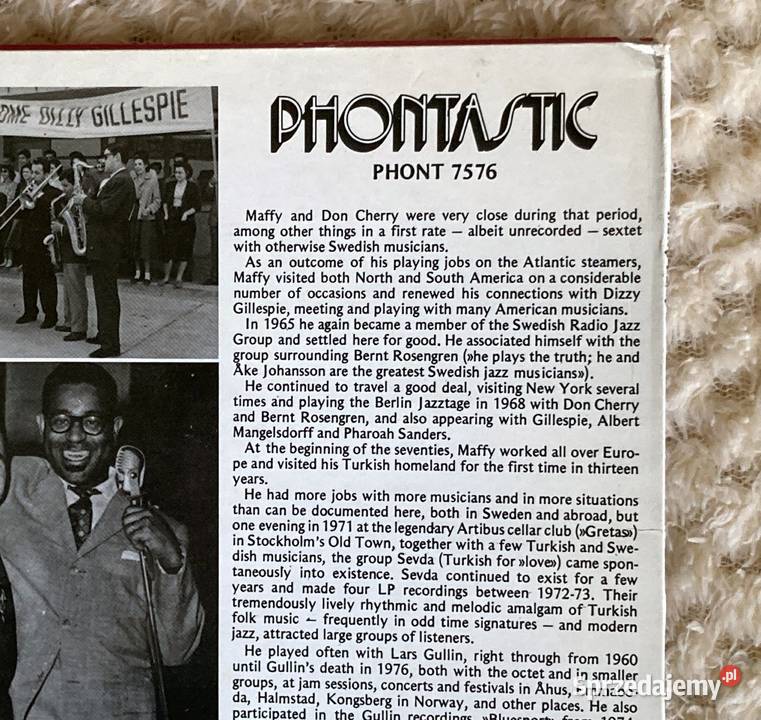 OME DIZZY GILLESPIE
PHONTASTIC
PHONT 7576
Maffy and Don Cherry were very close during that period,
among other things in a first rate — albeit unrecorded — sextet
with otherwise Swedish musicians.
As an outcome of his playing jobs on the Atlantic steamers,
Maffy visited both North and South America on a considerable
number of occasions and renewed his connections with Dizzy
Gillespie, meeting and playing with many American musicians.
In 1965 he again became a member of the Swedish Radio Jazz
Group and settled here for good. He associated himself with the
group surrounding Bernt Rosengren (»he plays the truth; he and
Åke Johansson are the greatest Swedish jazz musicians»).
He continued to travel a good deal, visiting New York several
times and playing the Berlin Jazztage in 1968 with Don Cherry
and Bernt Rosengren, and also appearing with Gillespie, Albert
Mangelsdorff and Pharoah Sanders.
At the beginning of the seventies, Maffy worked all over Euro-
pe and visited his Turkish homeland for the first time in thirteen
years.
He had more jobs with more musicians and in more situations
than can be documented here, both in Sweden and abroad, but
one evening in 1971 at the legendary Artibus cellar club (»Gretas»)
in Stockholm's Old Town, together with a few Turkish and Swe-
dish musicians, the group Sevda (Turkish for »love») came spon-
taneously into existence. Sevda continued to exist for a few
years and made four LP recordings between 1972-73. Their
tremendously lively rhythmic and melodic amalgam of Turkish
folk music — frequently in odd time signatures — and modern
jazz, attracted large groups of listeners.
He played often with Lars Gullin, right through from 1960
until Gullin's death in 1976, both with the octet and in smaller
groups, at jam sessions, concerts and festivals in Åhus,
da, Halmstad, Kongsberg in Norway, and other places. He also
participated in the Gullin recordings »Bluesport» from 1974,
sprzedajemy.pl